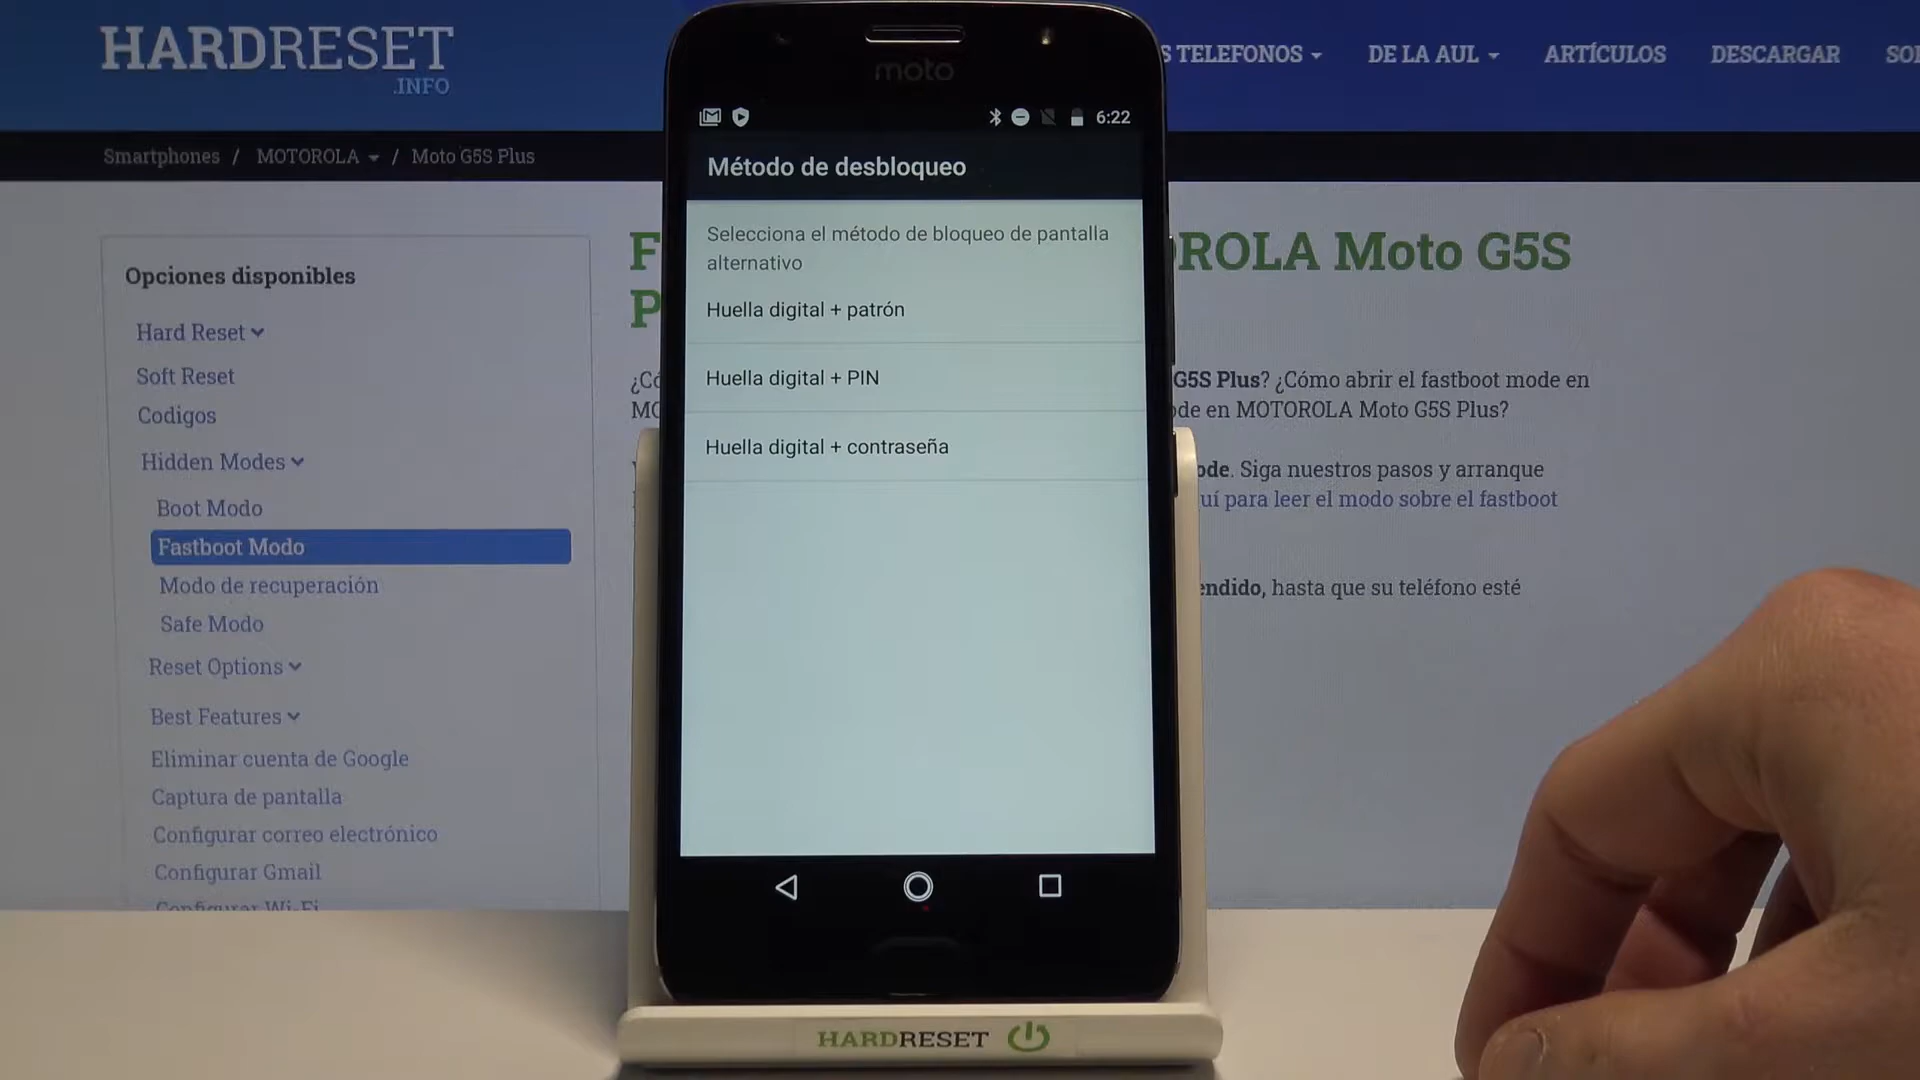 HARDRESET
.INFO
S TELEFONOS
DE LA AUL
ARTÍCULOS
DESCARGAR
Smartphones / MOTOROLA / Moto G5S Plus
Opciones disponibles
Hard Reset
Soft Reset
Codigos
Hidden Modes
Boot Modo
Fastboot Modo
Modo de recuperación
Safe Modo
Reset Options
Best Features
Eliminar cuenta de Google
Captura de pantalla
Configurar correo electrónico
Configurar Gmail
Configurar Wi-Fi
moto
6:22
Método de desbloqueo
Selecciona el método de bloqueo de pantalla
alternativo
Huella digital + patrón
Huella digital + PIN
Huella digital + contraseña
ROLA Moto G5S
G5S Plus? ¿Cómo abrir el fastboot mode en
de en MOTOROLA Moto G5S Plus?
ode. Siga nuestros pasos y arranque
uí para leer el modo sobre el fastboot
endido, hasta que su teléfono esté
HARDRESET